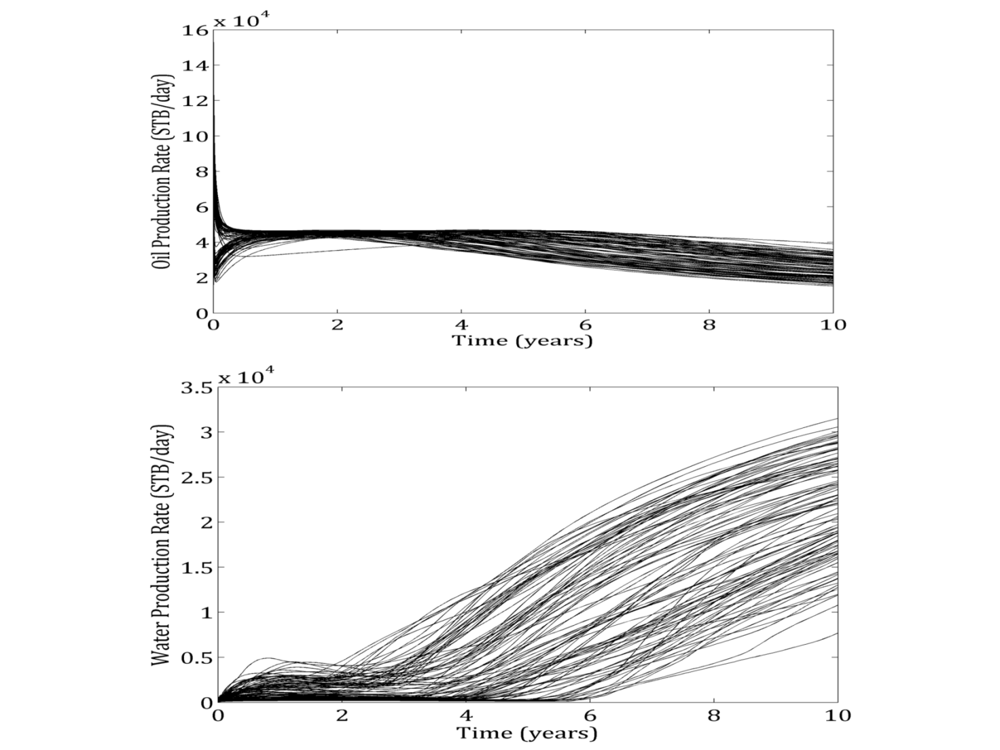 x 10^4
16
14
12
10
8
6
4
2
0
Oil Production Rate (STB/day)
0 2 4 6 8 10
Time (years)
x 10^4
3.5
3
2.5
2
1.5
1
0.5
0
Water Production Rate (STB/day)
0 2 4 6 8 10
Time (years)